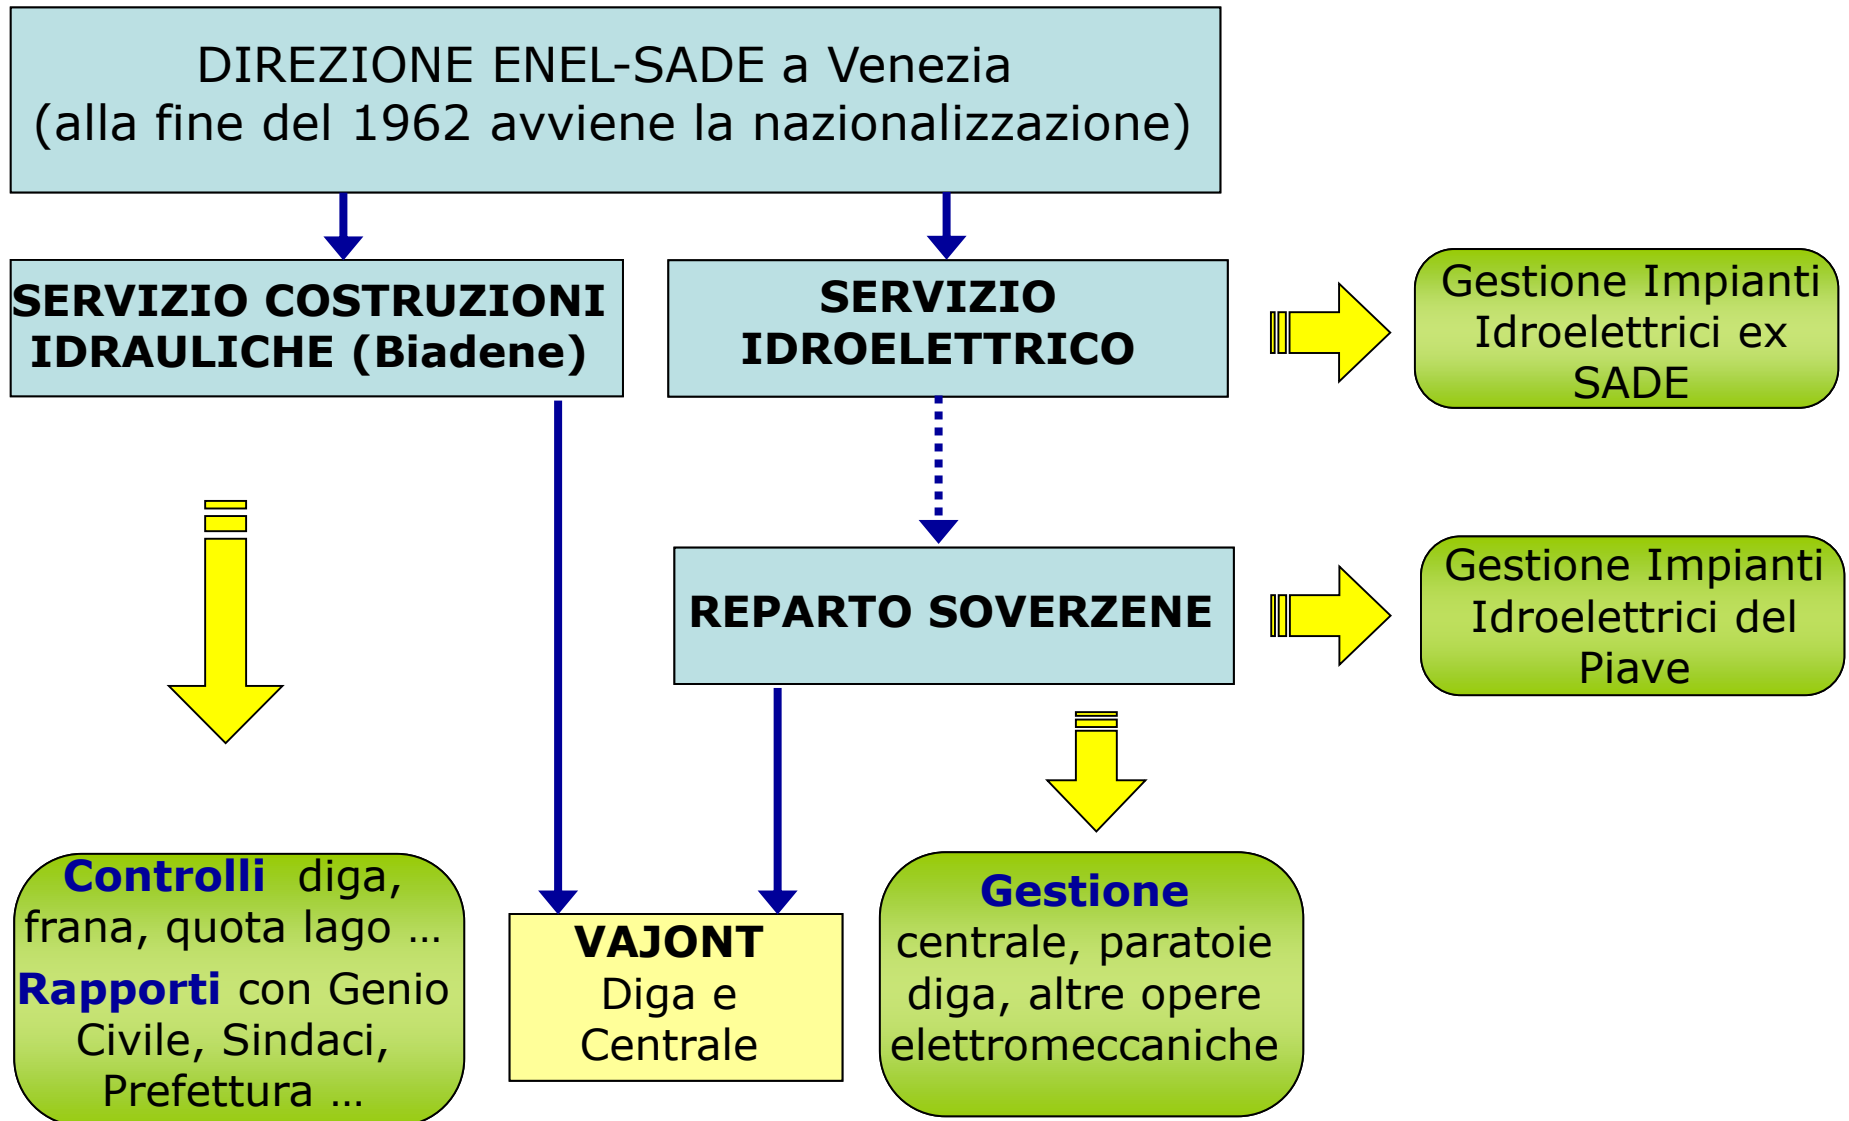 DIREZIONE ENEL-SADE a Venezia
(alla fine del 1962 avviene la nazionalizzazione)
SERVIZIO COSTRUZIONI
IDRAULICHE (Biadene)
SERVIZIO
IDROELETTRICO
Gestione Impianti
Idroelettrici ex
SADE
REPARTO SOVERZENE
Gestione Impianti
Idroelettrici del
Piave
Controlli diga,
frana, quota lago …
Rapporti con Genio
Civile, Sindaci,
Prefettura …
VAJONT
Diga e
Centrale
Gestione
centrale, paratoie
diga, altre opere
elettromeccaniche